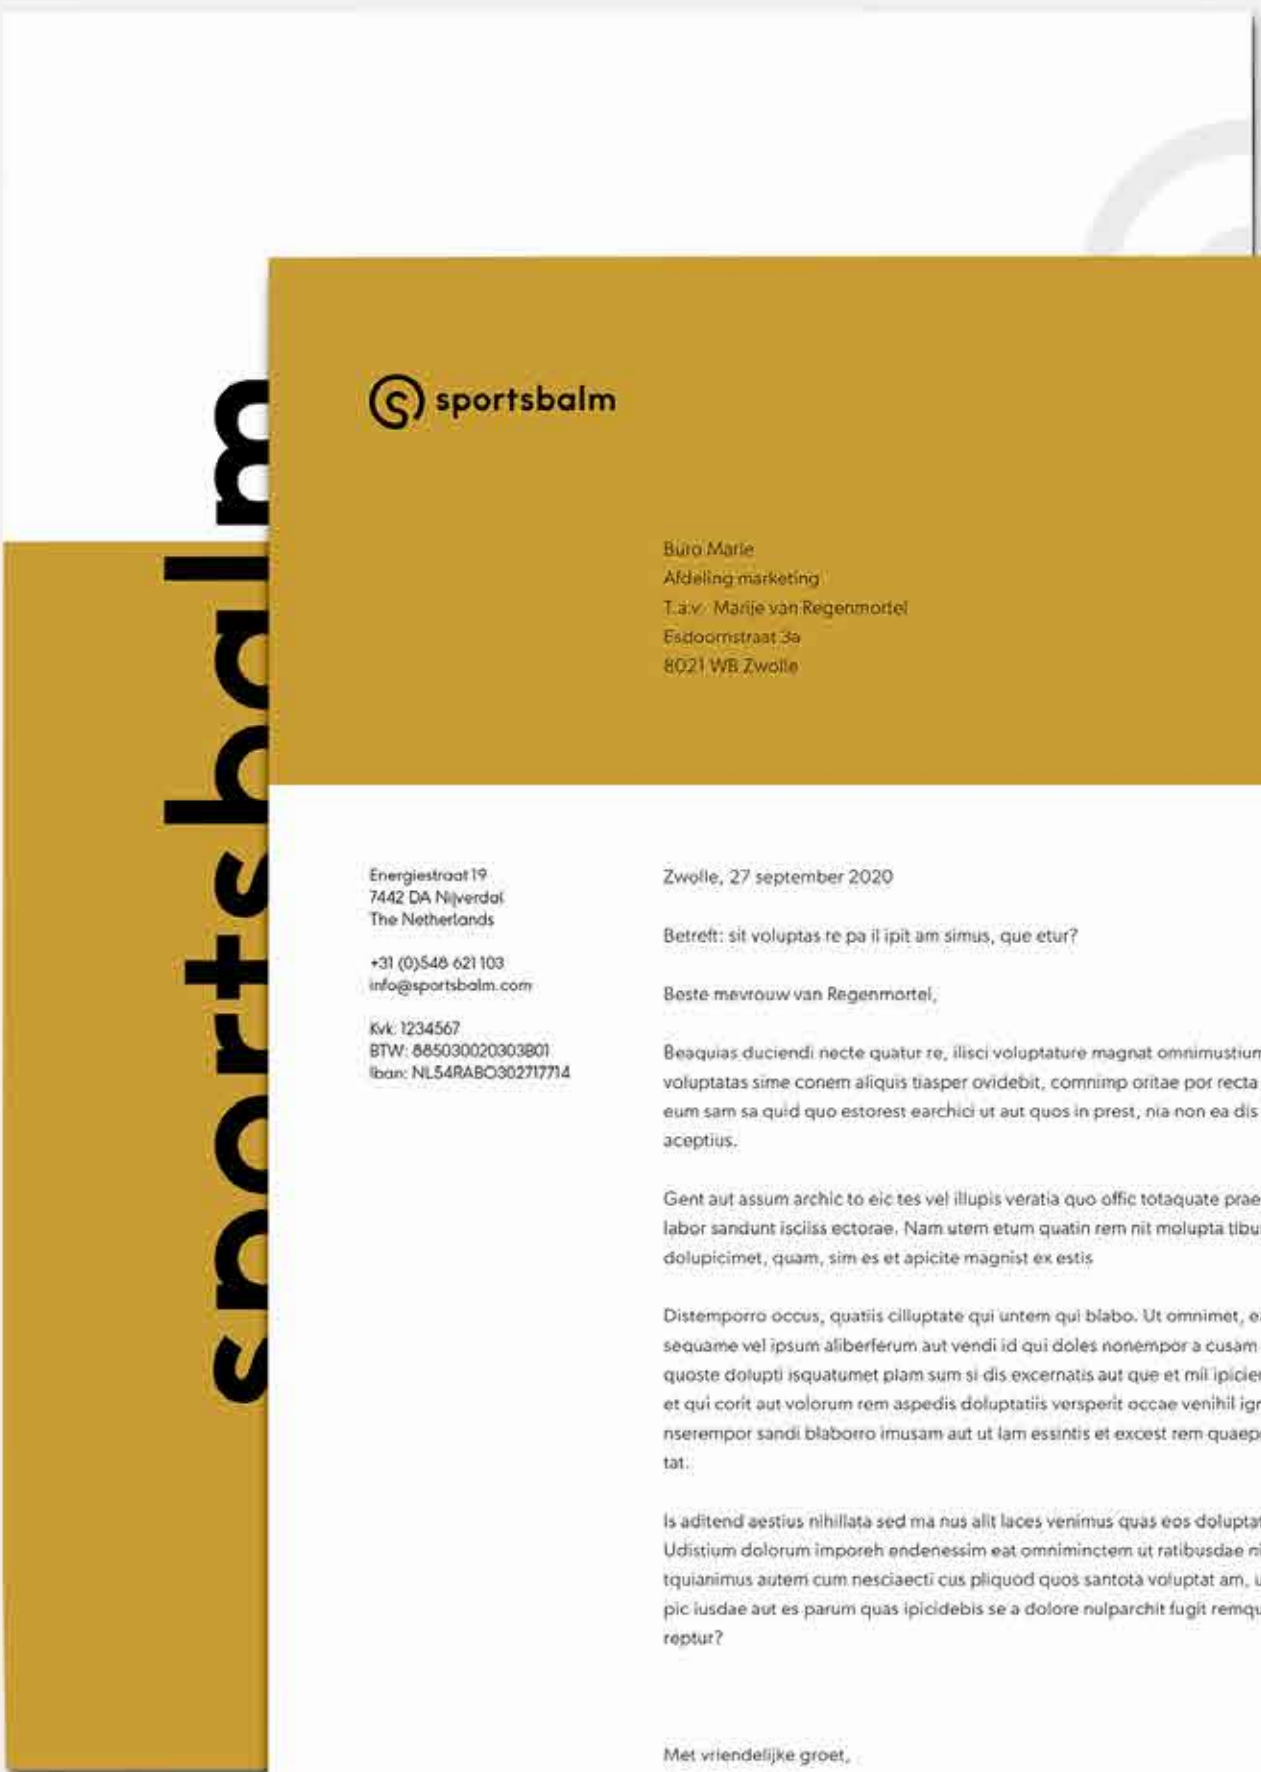 sportsbalm
sportsbalm
Buro Marie
Afdeling marketing
T.a.v. Marije van Regenmortel
Esdoornstraat 3a
8021 WB Zwolle
Energiestraat 19
7442 DA Nijverdal
The Netherlands
+31 (0)548 621 103
info@sportsbalm.com
Kvk: 1234567
BTW: 885030020303B01
Iban: NL54RABO302717714
Zwolle, 27 september 2020
Betreft: sit voluptas re pa il ipit am simus, que etur?
Beste mevrouw van Regenmortel,
Beaquias duciendi necte quatur re, ilisci voluptature magnat omnimustium
voluptatas sime conem aliquis tiasper ovidebit, comnimp oritae por recta
eum sam sa quid quo estorest earchici ut aut quos in prest, nia non ea dis
aceptius.
Gent aut assum archic to eic tes vel illupis veratia quo offic totaquate prae
labor sandunt isciiss ectorae. Nam utem etum quatin rem nit molupta tibu
dolupicimet, quam, sim es et apicite magnist ex estis
Distemporro occus, quatiis cilluptate qui untem qui blabo. Ut omnimet,
sequame vel ipsum aliberferum aut vendi id qui doles nonempor a cusam
quoste dolupti isquatumet plam sum si dis excernatis aut que et mil ipicie
et qui corit aut volorum rem aspedis doluptatiis versperit occae venihil ig
nserempor sandi blaborro imusam aut ut lam essintis et excest rem quaep
tat.
Is aditend aestius nihillata sed ma nus alit laces venimus quas eos dolupta
Udistium dolorum imporeh endenessim eat omniminctem ut ratibusdae
tquianimus autem cum nesciaecti cus pliquod quos santota voluptat am,
pic iusdae aut es parum quas ipicidebis se a dolore nulparchit fugit remqu
reptur?
Met vriendelijke groet,